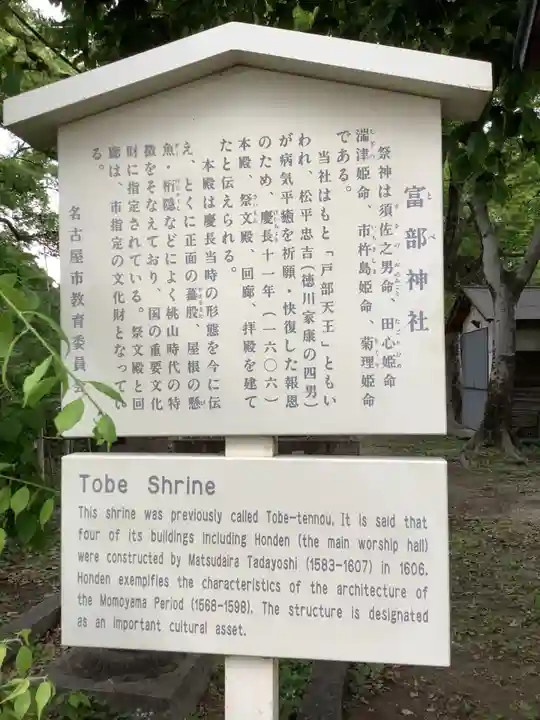 富部神社
祭神は須佐之男命、田心姫命
湍津姫命、市杵島姫命、菊理姫命
である。
当社はもと「戸部天王」ともい
われ、松平忠吉(徳川家康の四男)
が病気平癒を祈願・快復した報恩
のため、慶長十一年(一六〇六)
本殿、祭文殿、回廊、拝殿を建て
たと伝えられる。
本殿は慶長当時の形態を今に伝
え、とくに正面の蟇股、屋根の懸
魚・桁隠などによく桃山時代の特
徴をそなえており、国の重要文化
財に指定されている。祭文殿と回
廊は、市指定の文化財となってい
る。
名古屋市教育委員会
Tobe Shrine
This shrine was previously called Tobe-tennou. It is said that
four of its buildings including Honden (the main worship hall)
were constructed by Matsudaira Tadayoshi (1583-1607) in 1606.
Honden exemplfies the characteristics of the architecture of
the Momoyama Period (1568-1598). The structure is designated
as an important cultural asset.